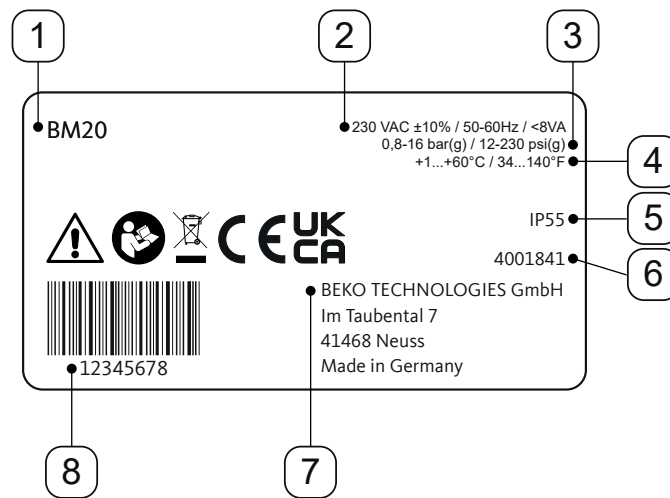 1 2 3
BM20
230 VAC ±10% / 50-60Hz / <8VA
0,8-16 bar(g) / 12-230 psi(g)
+1...+60°C / 34...140°F
4
IP55
5
CE UK CA
4001841
6
BEKO TECHNOLOGIES GmbH
Im Taubental 7
41468 Neuss
Made in Germany
12345678
8 7